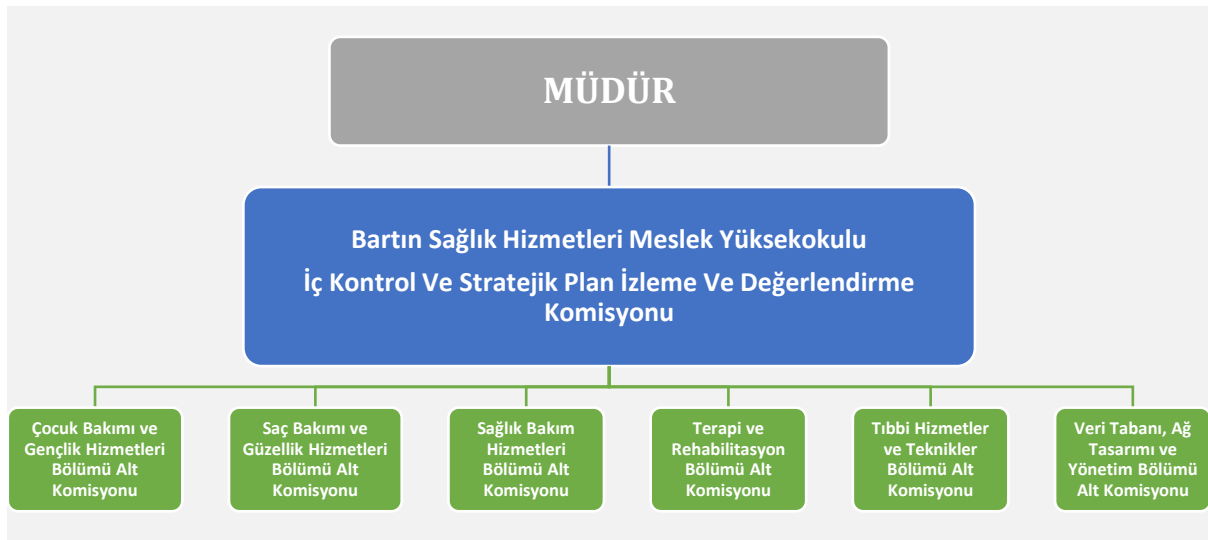 MÜDÜR
Bartın Sağlık Hizmetleri Meslek Yüksekokulu
İç Kontrol Ve Stratejik Plan İzleme Ve Değerlendirme
Komisyonu
Çocuk Bakımı ve
Gençlik Hizmetleri
Bölümü Alt
Komisyonu
Saç Bakımı ve
Güzellik Hizmetleri
Bölümü Alt
Komisyonu
Sağlık Bakım
Hizmetleri
Bölümü Alt
Komisyonu
Terapi ve
Rehabilitasyon
Bölümü Alt
Komisyonu
Tıbbi Hizmetler
ve Teknikler
Bölümü Alt
Komisyonu
Veri Tabanı, Ağ
Tasarımı ve
Yönetim Bölümü
Alt Komisyonu